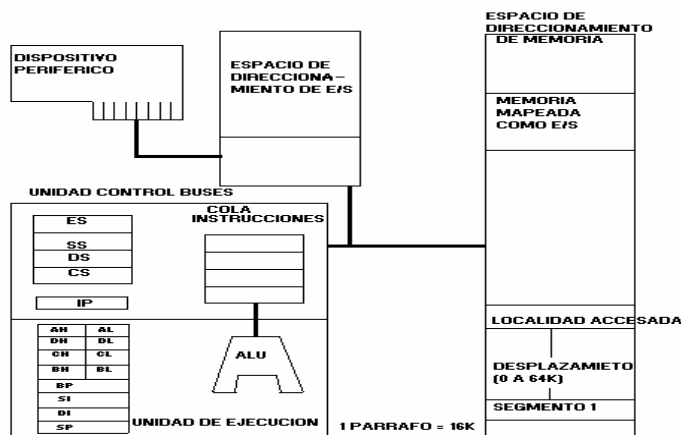 ESPACIO DE
DIRECCIONAMIENTO
DE MEMORIA
DISPOSITIVO
PERIFERICO
ESPACIO DE
DIRECCIONA –
MIENTO DE E/S
MEMORIA
MAPEADA
COMO E/S
UNIDAD CONTROL BUSES
COLA
INSTRUCCIONES
ES
SS
DS
CS
IP
LOCALIDAD ACCESADA
AH AL
DH DL
CH CL
BH BL
BP
SI
DI
SP
ALU
DESPLAZAMIETO
(0 A 64K)
SEGMENTO 1
UNIDAD DE EJECUCION
1 PARRAFO = 16K